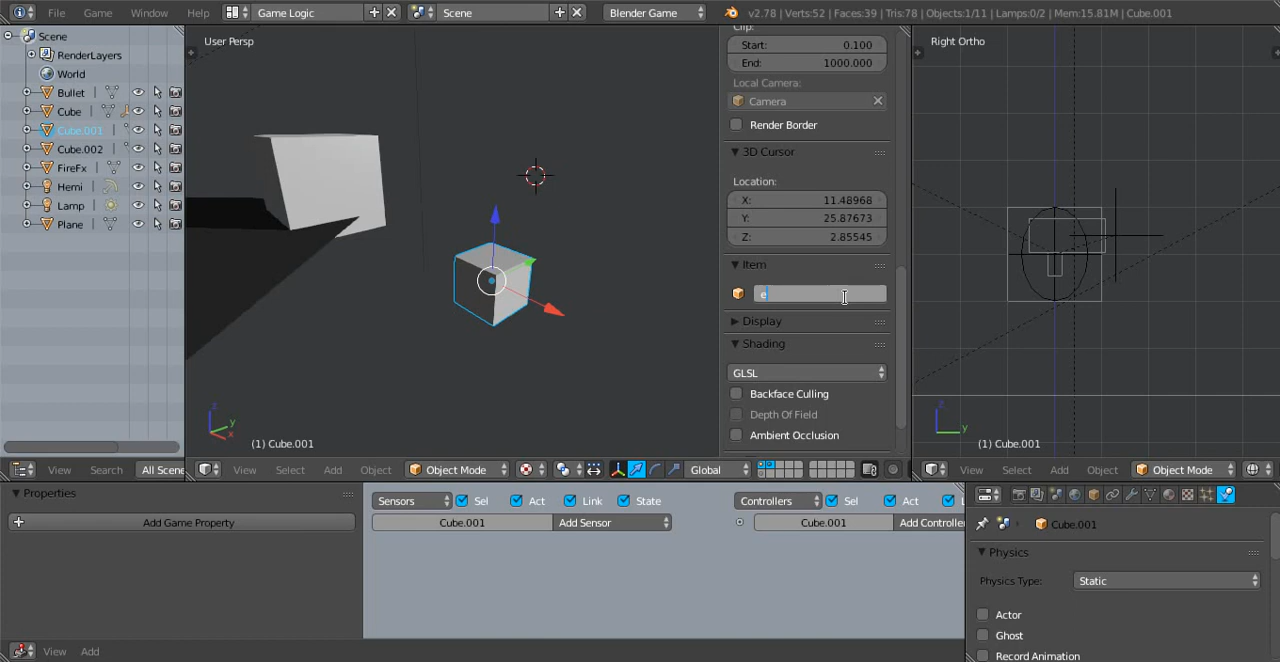 File Game Window Help Game Logic Scene Blender Game v2.78 | Verts:52 | Faces:39 | Tris:78 | Objects:1/11 | Lamps:0/2 | Mem:15.81M | Cube.001
Scene
RenderLayers
World
Bullet
Cube
Cube.001
Cube.002
FireFx
Hemi
Lamp
Plane
View Search All Scene
User Persp
z
y
x
(1) Cube.001
View Select Add Object Object Mode Global
Clip:
Start: 0.100
End: 1000.000
Local Camera:
Camera
Render Border
3D Cursor
Location:
X: 11.48968
Y: 25.87673
Z: 2.85545
Item
e
Display
Shading
GLSL
Backface Culling
Depth Of Field
Ambient Occlusion
Right Ortho
z
y
(1) Cube.001
View Select Add Object Object Mode
Properties
Add Game Property
View Add
Sensors Sel Act Link State
Cube.001 Add Sensor
Controllers Sel Act L
Cube.001 Add Controlle
Cube.001
Physics
Physics Type: Static
Actor
Ghost
Record Animation